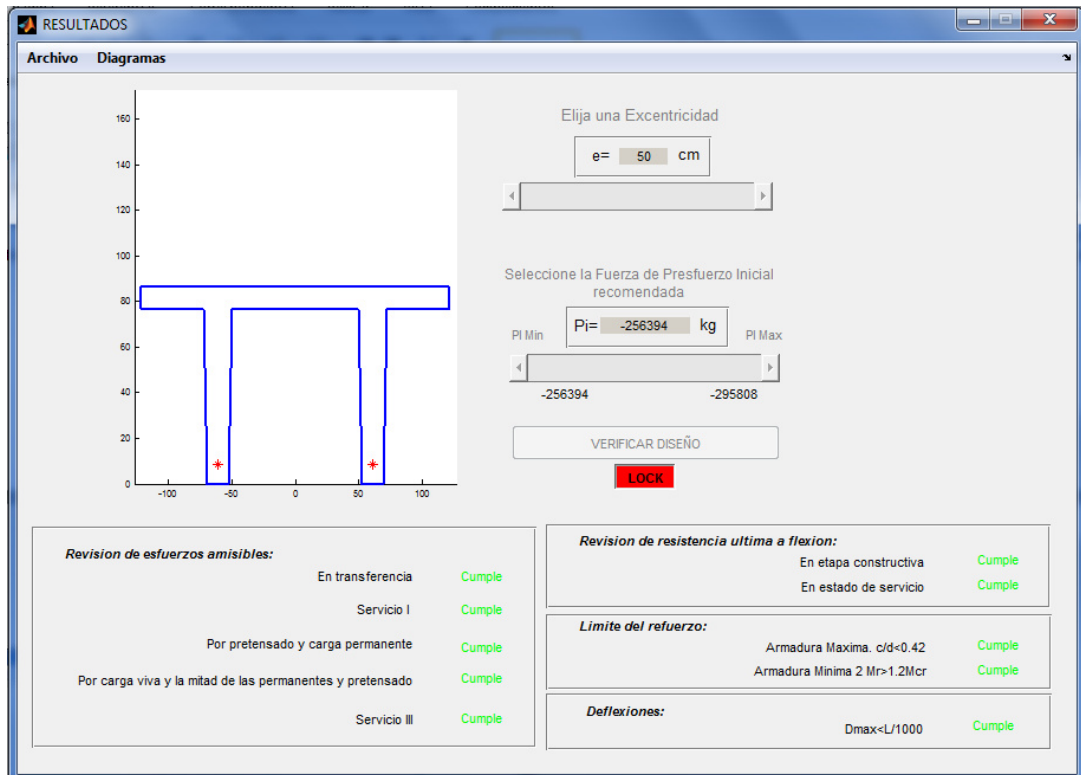 RESULTADOS
Archivo Diagramas
160
140
120
100
80
60
40
20
0
-100 -50 0 50 100
Elija una Excentricidad
e= 50 cm
Seleccione la Fuerza de Presfuerzo Inicial
recomendada
PI Min Pi= -256394 kg PI Max
-256394 -295808
VERIFICAR DISEÑO
LOCK
Revision de esfuerzos amisibles:
En transferencia Cumple
Servicio I Cumple
Por pretensado y carga permanente Cumple
Por carga viva y la mitad de las permanentes y pretensado Cumple
Servicio III Cumple
Revision de resistencia ultima a flexion:
En etapa constructiva Cumple
En estado de servicio Cumple
Limite del refuerzo:
Armadura Maxima. c/d<0.42 Cumple
Armadura Minima 2 Mr>1.2Mcr Cumple
Deflexiones:
Dmax<L/1000 Cumple